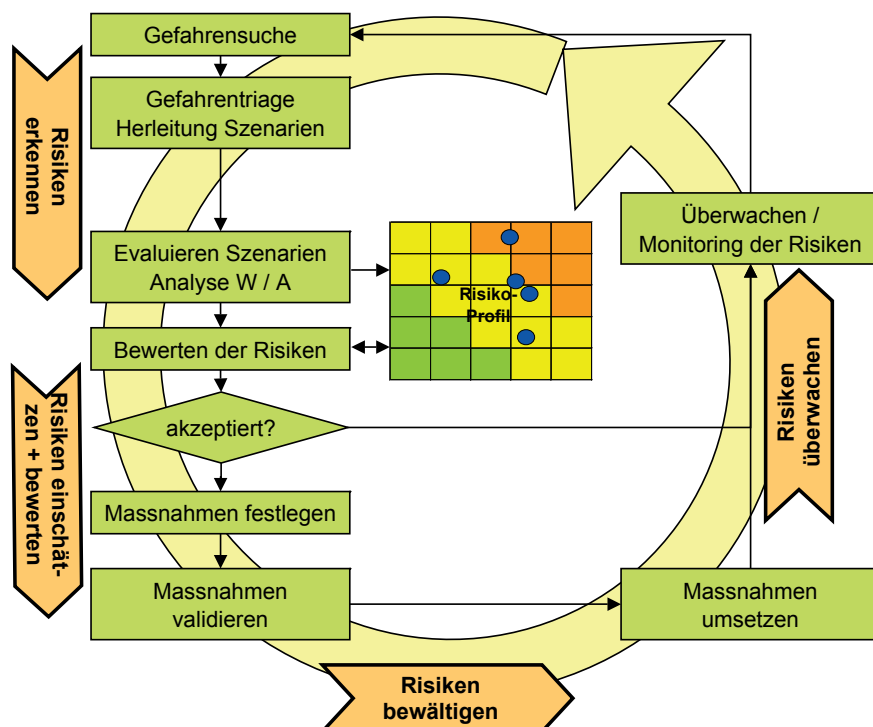 Gefahrensuche
Gefahrentriage
Herleitung Szenarien
Risiken
erkennen
Evaluieren Szenarien
Analyse W / A
Risiko-
Profil
Überwachen /
Monitoring der Risiken
Bewerten der Risiken
akzeptiert?
Risiken einschät-
zen + bewerten
Risiken
überwachen
Massnahmen festlegen
Massnahmen
validieren
Massnahmen
umsetzen
Risiken
bewältigen